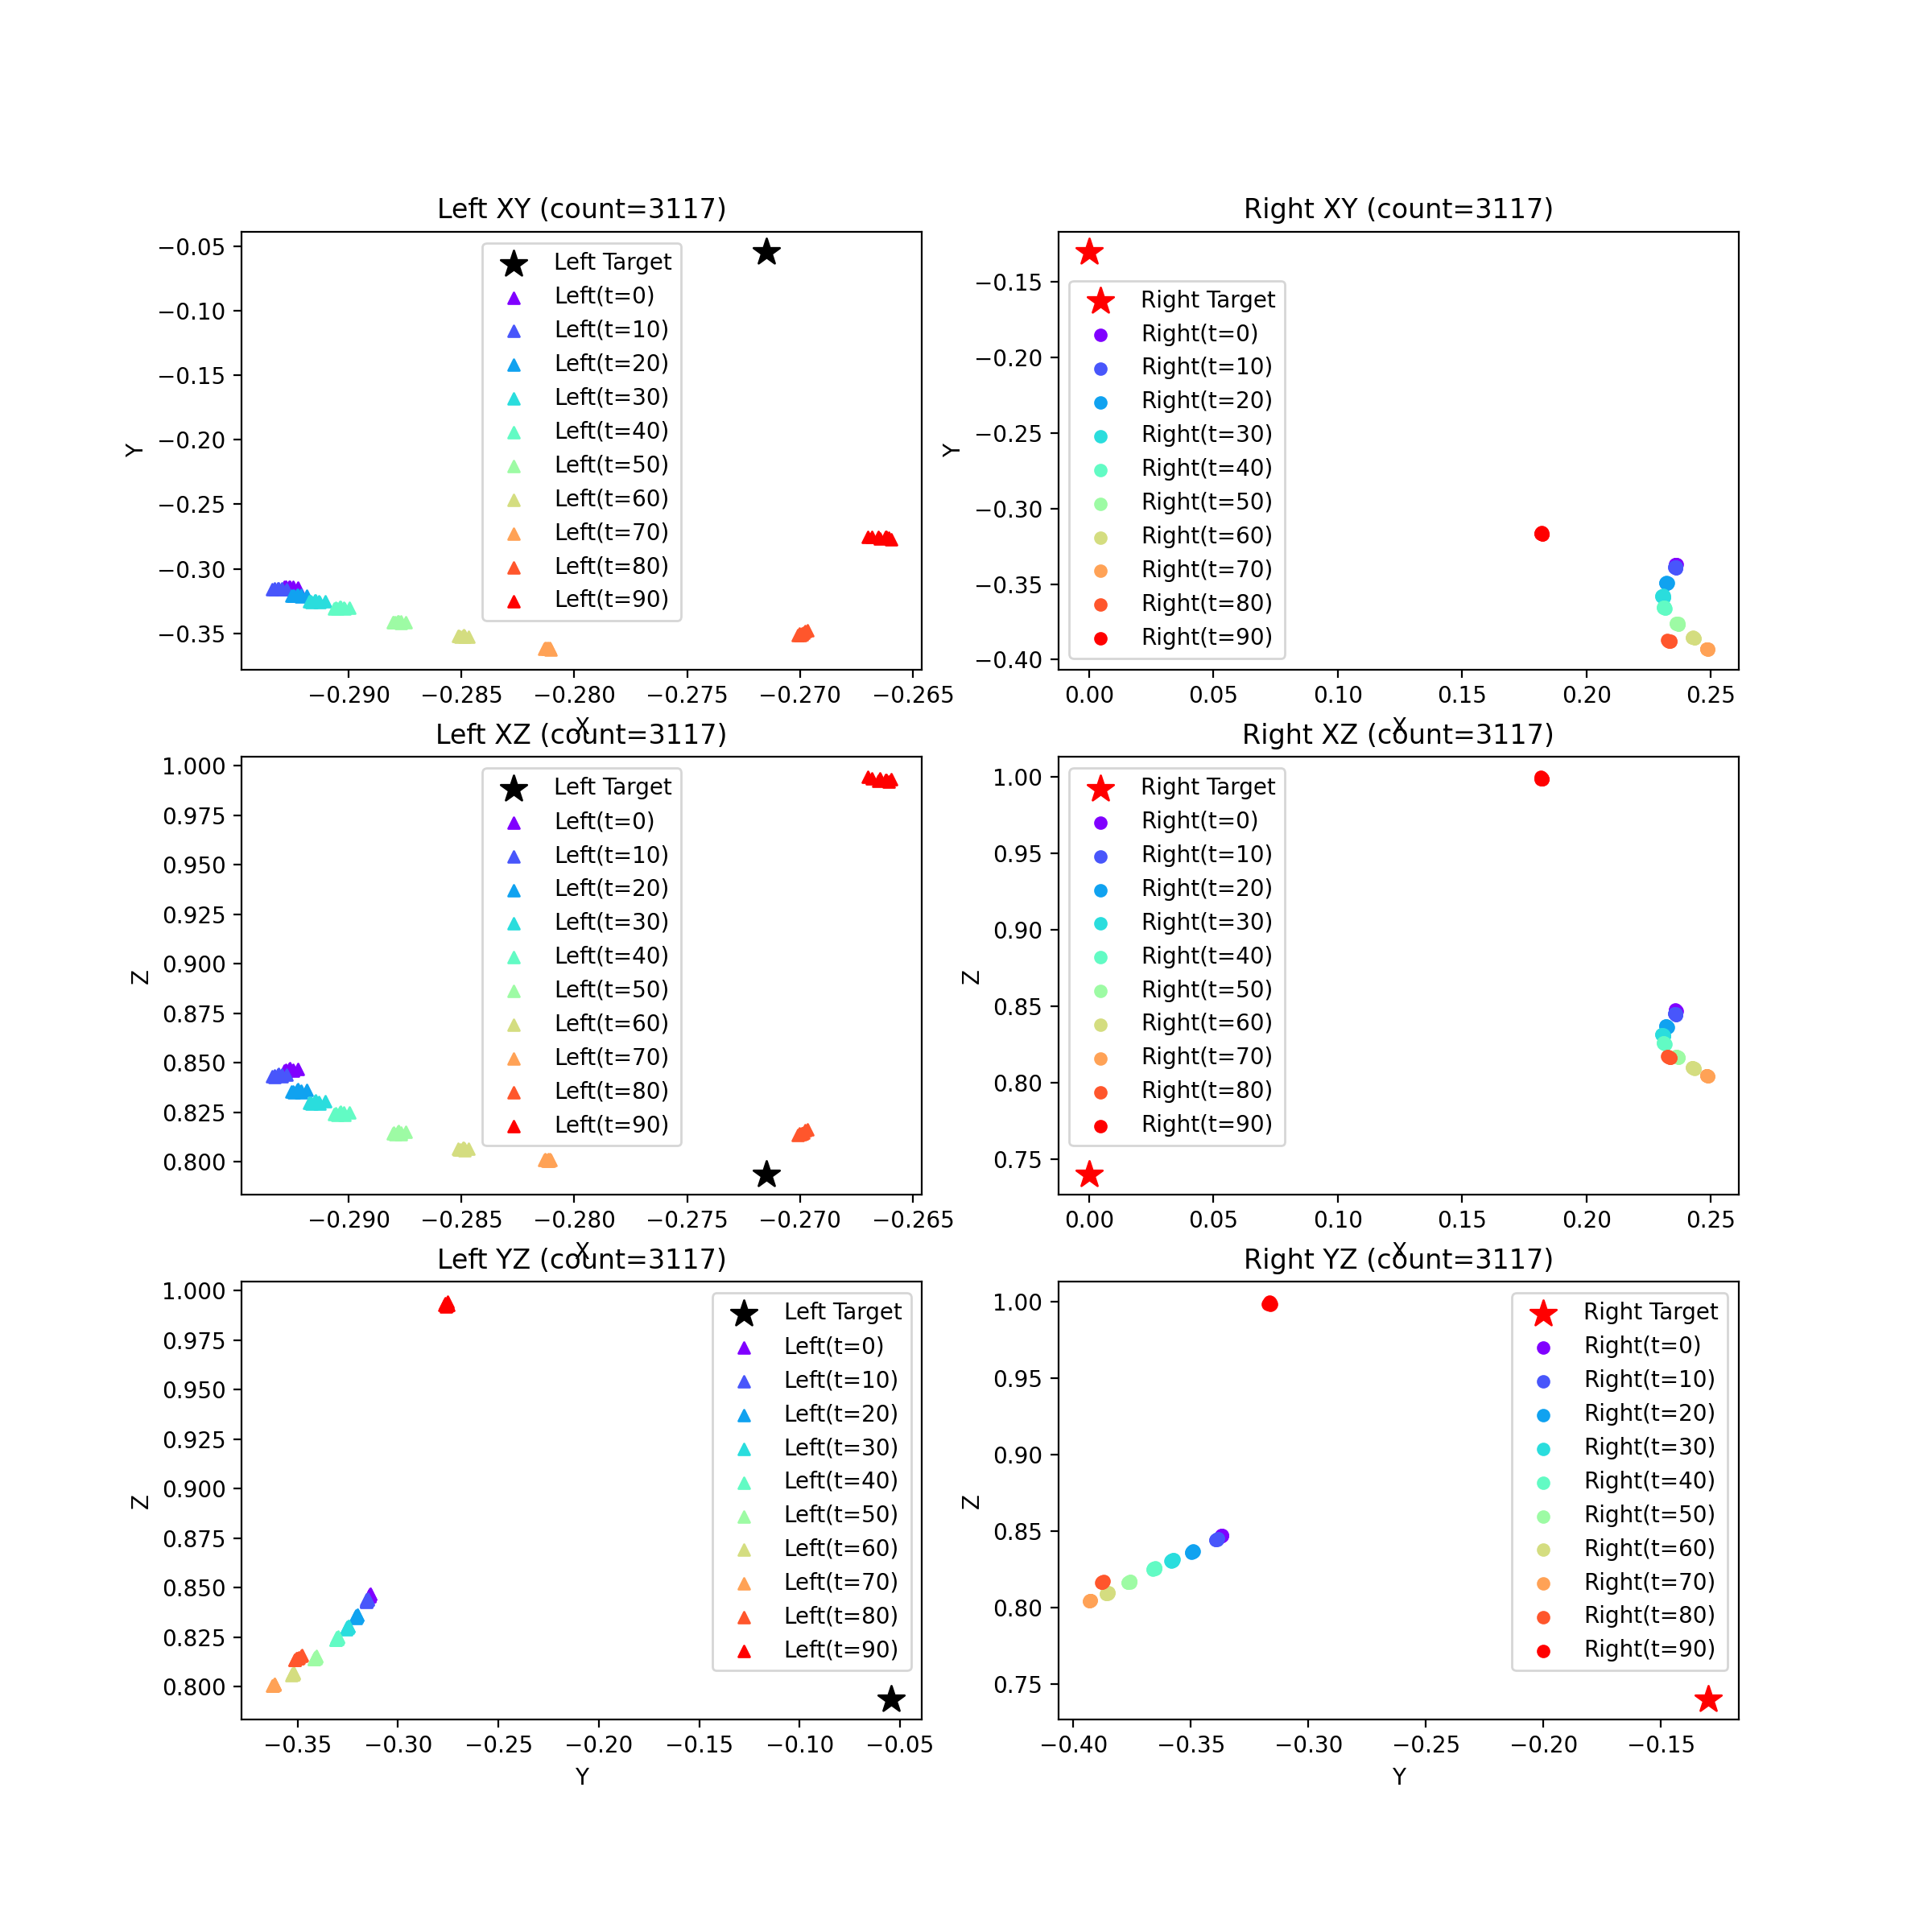 Left XY (count=3117)
Y
−0.05
−0.10
−0.15
−0.20
−0.25
−0.30
−0.35
Left Target
Left(t=0)
Left(t=10)
Left(t=20)
Left(t=30)
Left(t=40)
Left(t=50)
Left(t=60)
Left(t=70)
Left(t=80)
Left(t=90)
−0.290 −0.285 −0.280 −0.275 −0.270 −0.265
X
Right XY (count=3117)
Y
−0.15
−0.20
−0.25
−0.30
−0.35
−0.40
Right Target
Right(t=0)
Right(t=10)
Right(t=20)
Right(t=30)
Right(t=40)
Right(t=50)
Right(t=60)
Right(t=70)
Right(t=80)
Right(t=90)
0.00 0.05 0.10 0.15 0.20 0.25
X
Left XZ (count=3117)
Z
1.000
0.975
0.950
0.925
0.900
0.875
0.850
0.825
0.800
Left Target
Left(t=0)
Left(t=10)
Left(t=20)
Left(t=30)
Left(t=40)
Left(t=50)
Left(t=60)
Left(t=70)
Left(t=80)
Left(t=90)
−0.290 −0.285 −0.280 −0.275 −0.270 −0.265
X
Right XZ (count=3117)
Z
1.00
0.95
0.90
0.85
0.80
0.75
Right Target
Right(t=0)
Right(t=10)
Right(t=20)
Right(t=30)
Right(t=40)
Right(t=50)
Right(t=60)
Right(t=70)
Right(t=80)
Right(t=90)
0.00 0.05 0.10 0.15 0.20 0.25
X
Left YZ (count=3117)
Z
1.000
0.975
0.950
0.925
0.900
0.875
0.850
0.825
0.800
Left Target
Left(t=0)
Left(t=10)
Left(t=20)
Left(t=30)
Left(t=40)
Left(t=50)
Left(t=60)
Left(t=70)
Left(t=80)
Left(t=90)
−0.35 −0.30 −0.25 −0.20 −0.15 −0.10 −0.05
Y
Right YZ (count=3117)
Z
1.00
0.95
0.90
0.85
0.80
0.75
Right Target
Right(t=0)
Right(t=10)
Right(t=20)
Right(t=30)
Right(t=40)
Right(t=50)
Right(t=60)
Right(t=70)
Right(t=80)
Right(t=90)
−0.40 −0.35 −0.30 −0.25 −0.20 −0.15
Y